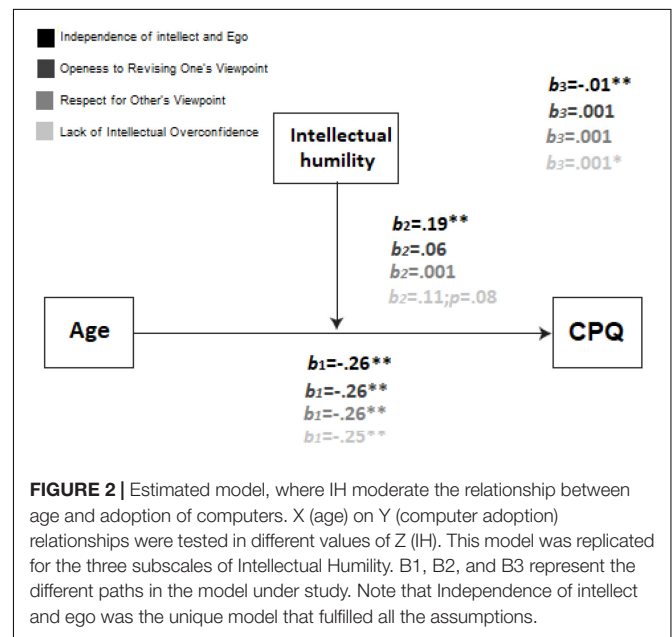 Independence of intellect and Ego
Openess to Revising One's Viewpoint
Respect for Other's Viewpoint
Lack of Intellectual Overconfidence
Intellectual
humility
b3=-.01**
b3=.001
b3=.001
b3=.001*
b2=.19**
b2=.06
b2=.001
b2=.11;p=.08
Age
CPQ
b1=-.26**
b1=-.26**
b1=-.26**
b1=-.25**
FIGURE 2 | Estimated model, where IH moderate the relationship between
age and adoption of computers. X (age) on Y (computer adoption)
relationships were tested in different values of Z (IH). This model was replicated
for the three subscales of Intellectual Humility. B1, B2, and B3 represent the
different paths in the model under study. Note that Independence of intellect
and ego was the unique model that fulfilled all the assumptions.